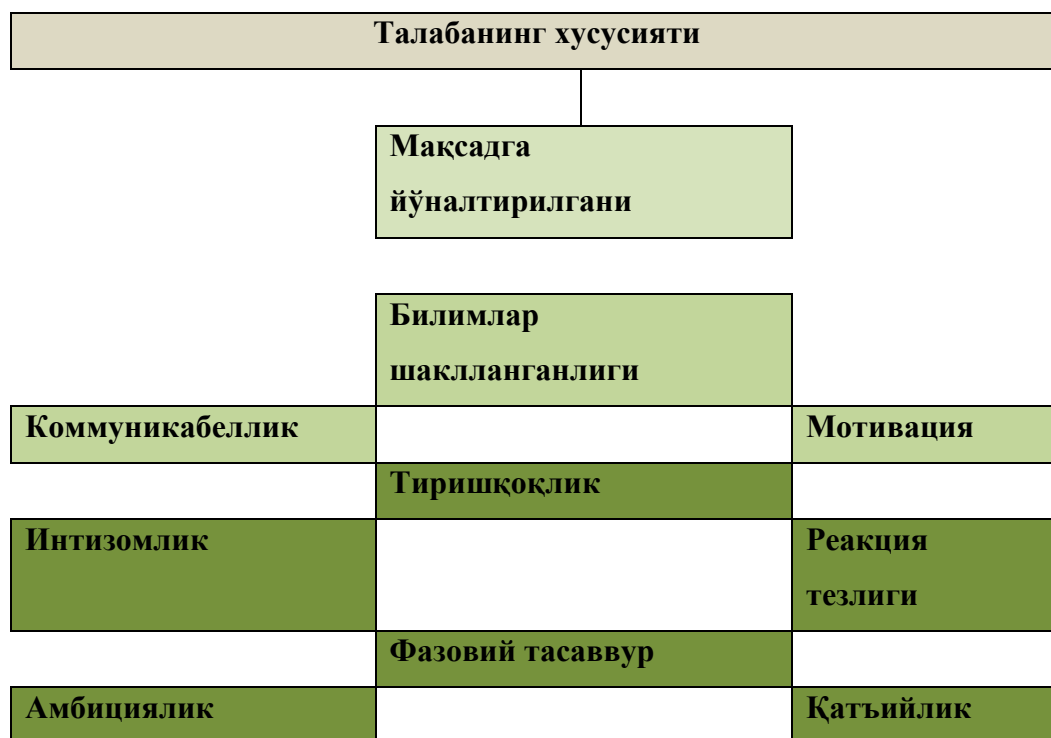 Талабанинг хусусияти
Мақсадга
йўналтирилгани
Билимлар
шаклланганлиги
Коммуникабеллик
Мотивация
Тиришқоқлик
Интизомлик
Реакция
тезлиги
Фазовий тасаввур
Амбициялик
Қатъийлик